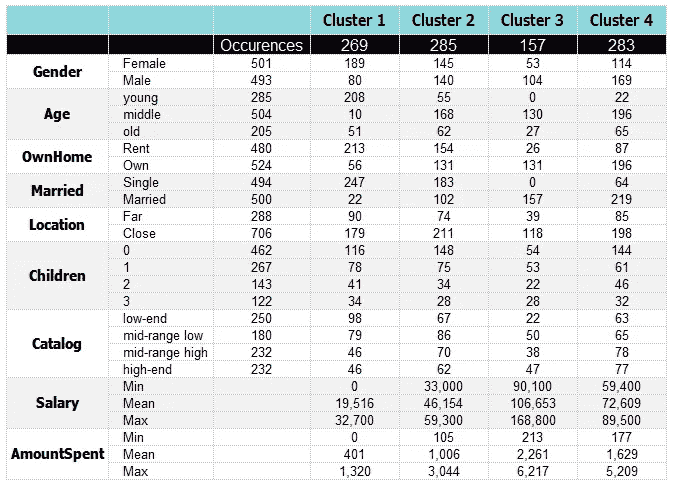 Cluster 1 Cluster 2 Cluster 3 Cluster 4
Occurences 269 285 157 283
Gender
Female 501 189 145 53 114
Male 493 80 140 104 169
Age
young 285 208 55 0 22
middle 504 10 168 130 196
old 205 51 62 27 65
OwnHome
Rent 480 213 154 26 87
Own 524 56 131 131 196
Married
Single 494 247 183 0 64
Married 500 22 102 157 219
Location
Far 288 90 74 39 85
Close 706 179 211 118 198
Children
0 462 116 148 54 144
1 267 78 75 53 61
2 143 41 34 22 46
3 122 34 28 28 32
Catalog
low-end 250 98 67 22 63
mid-range low 180 79 86 50 65
mid-range high 232 46 70 38 78
high-end 232 46 62 47 77
Salary
Min 0 33,000 90,100 59,400
Mean 19,516 46,154 106,653 72,609
Max 32,700 59,300 168,800 89,500
AmountSpent
Min 0 105 213 177
Mean 401 1,006 2,261 1,629
Max 1,320 3,044 6,217 5,209